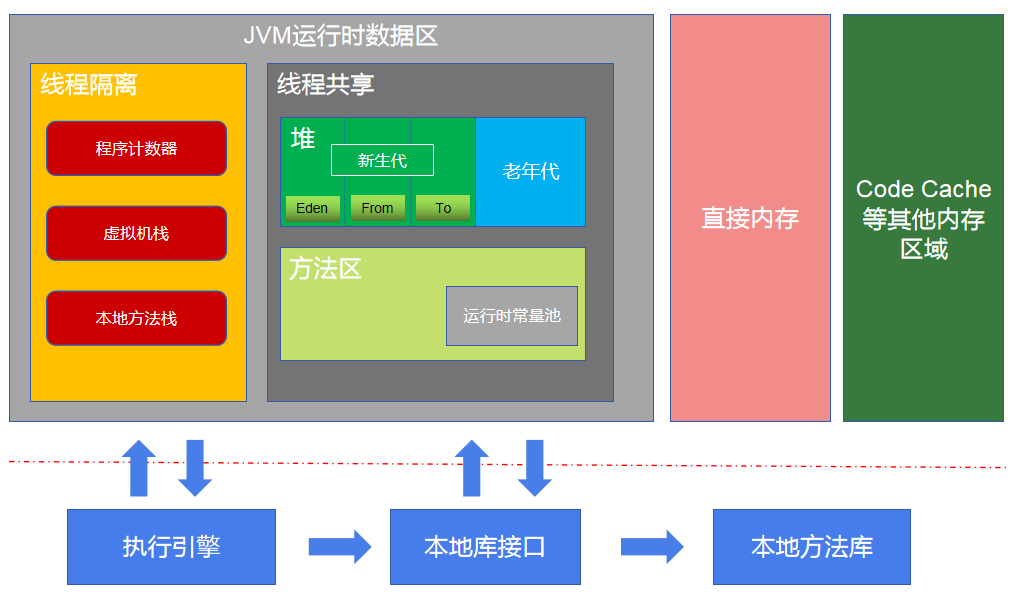 JVM运行时数据区
线程隔离
程序计数器
虚拟机栈
本地方法栈
线程共享
堆
新生代
Eden
From
To
老年代
方法区
运行时常量池
直接内存
Code Cache
等其他内存
区域
执行引擎
本地库接口
本地方法库